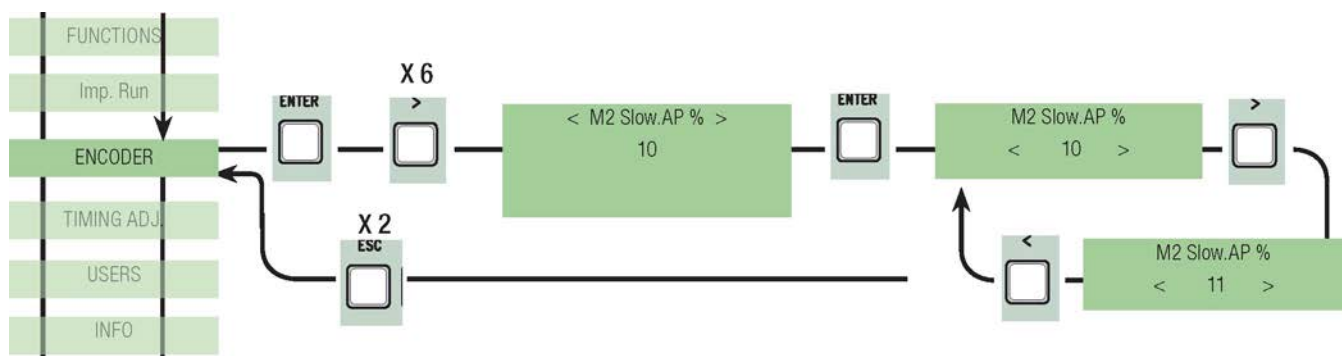 FUNCTIONS
Imp. Run
ENCODER
TIMING ADJ.
USERS
INFO
ENTER
X 6
>
< M2 Slow.AP % >
10
ENTER
M2 Slow.AP %
< 10 >
>
M2 Slow.AP %
< 11 >
<
X 2
ESC